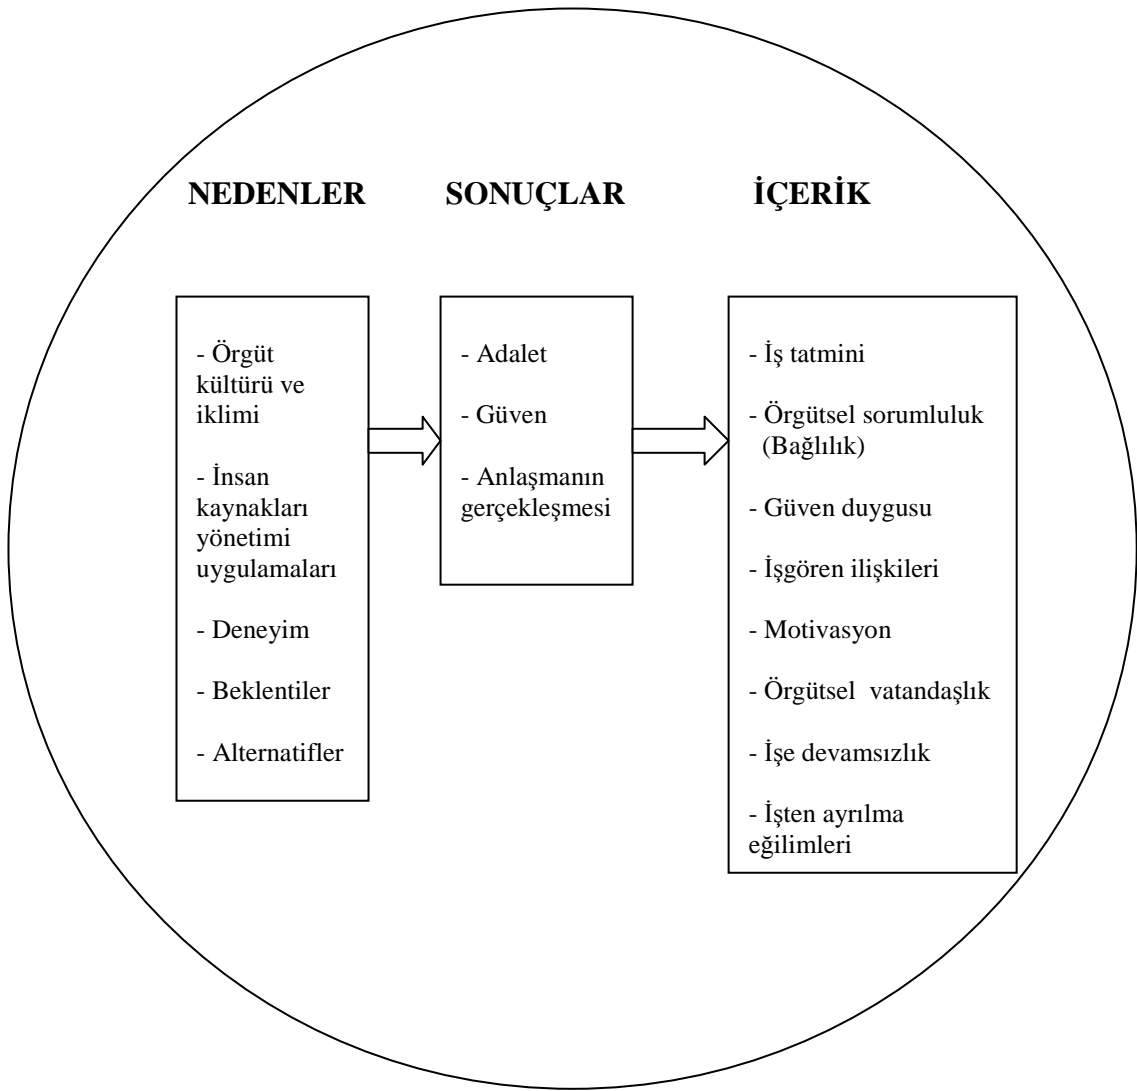 NEDENLER
SONUÇLAR
İÇERİK
- Örgüt
kültürü ve
iklimi
- İnsan
kaynakları
yönetimi
uygulamaları
- Deneyim
- Beklentiler
- Alternatifler
- Adalet
- Güven
- Anlaşmanın
gerçekleşmesi
- İş tatmini
- Örgütsel sorumluluk
(Bağlılık)
- Güven duygusu
- İşgören ilişkileri
- Motivasyon
- Örgütsel vatandaşlık
- İşe devamsızlık
- İşten ayrılma
eğilimleri